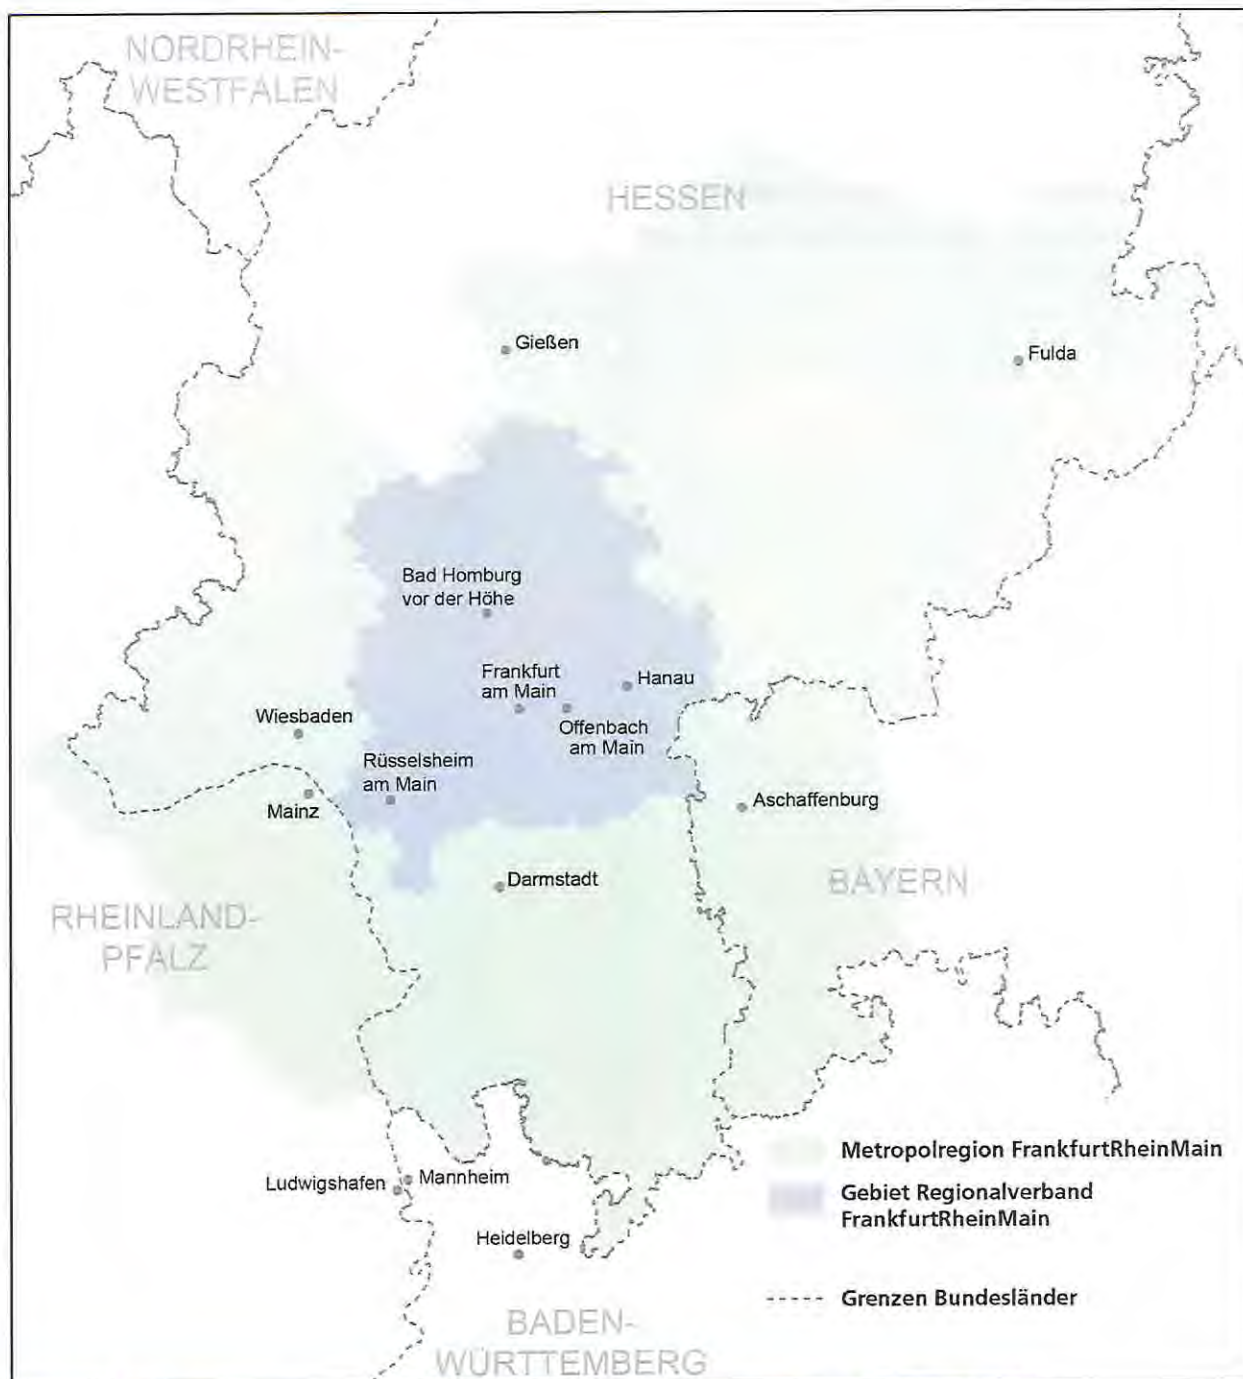 NORDRHEIN-
WESTFALEN
HESSEN
Gießen
Fulda
Bad Homburg
vor der Höhe
Frankfurt
am Main
Hanau
Wiesbaden
Offenbach
am Main
Rüsselsheim
am Main
Mainz
Aschaffenburg
Darmstadt
BAYERN
RHEINLAND-
PFALZ
Metropolregion FrankfurtRheinMain
Ludwigshafen
Mannheim
Gebiet Regionalverband
FrankfurtRheinMain
Heidelberg
Grenzen Bundesländer
BADEN-
WÜRTTEMBERG